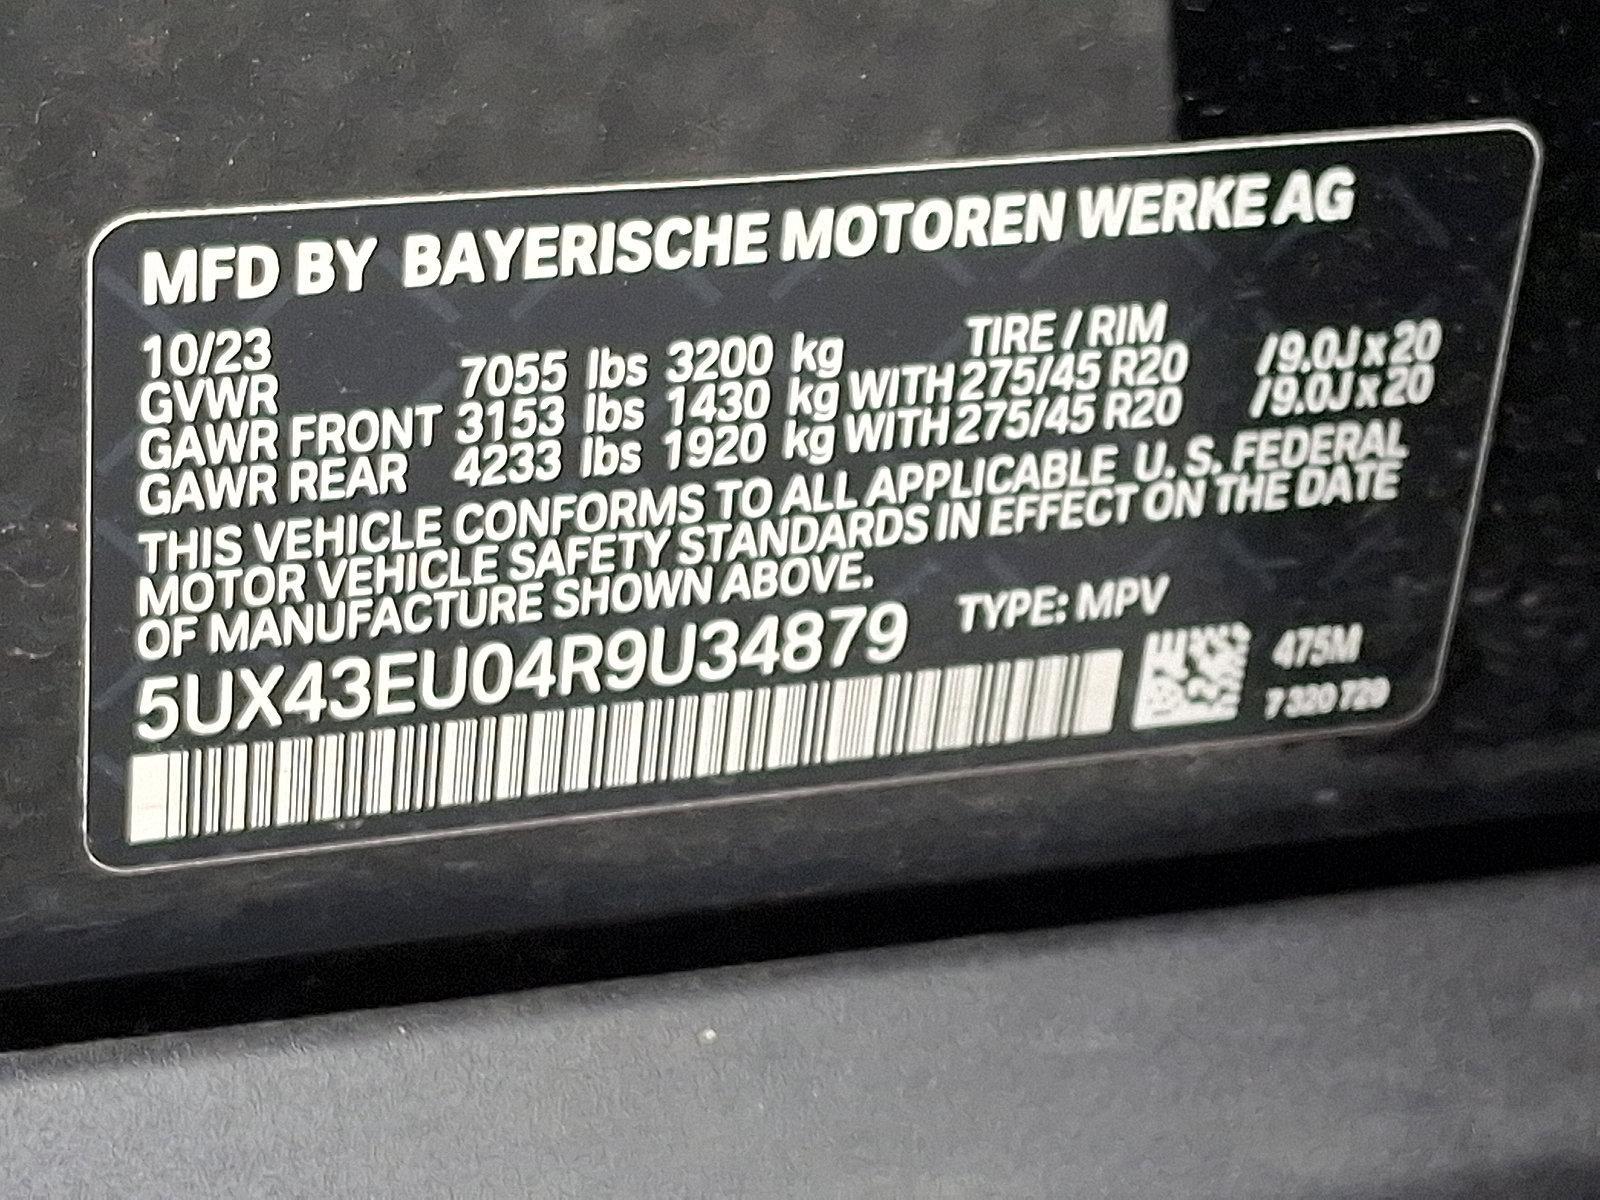 MFD BY BAYERISCHE MOTOREN WERKE AG
10/23 TIRE / RIM
GVWR 7055 lbs 3200 kg
GAWR FRONT 3153 lbs 1430 kg WITH 275/45 R20 /9.0J x 20
GAWR REAR 4233 lbs 1920 kg WITH 275/45 R20 /9.0J x 20
THIS VEHICLE CONFORMS TO ALL APPLICABLE U. S. FEDERAL
MOTOR VEHICLE SAFETY STANDARDS IN EFFECT ON THE DATE
OF MANUFACTURE SHOWN ABOVE.
5UX43EU04R9U34879 TYPE: MPV
475M
7 320 729